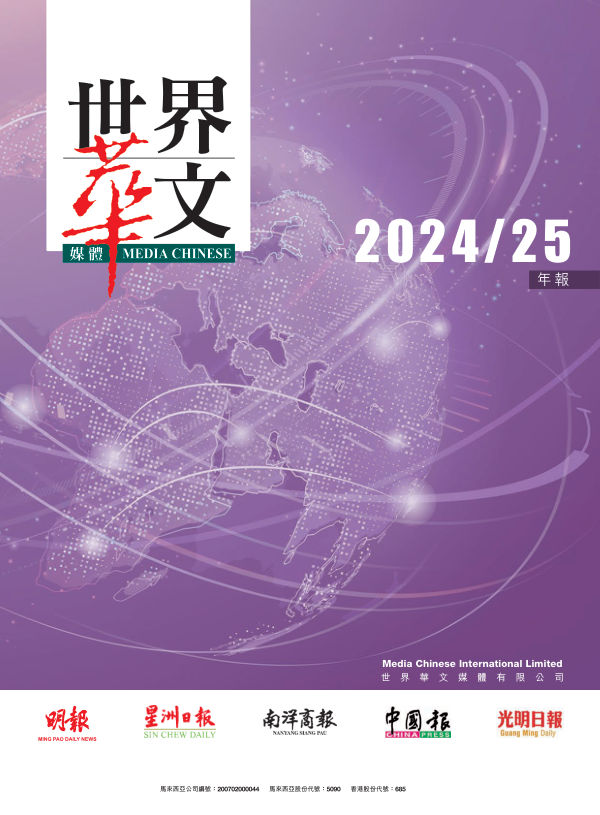 世界
華文
媒體 MEDIA CHINESE
2024/25
年報
Media Chinese International Limited
世界華文媒體有限公司
明報
MING PAO DAILY NEWS
星洲日报
SIN CHEW DAILY
南洋商報
NANYANG SIANG PAU
中國報
CHINA PRESS
光明日報
Guang Ming Daily
馬來西亞公司編號：200702000044 馬來西亞股份代號：5090 香港股份代號：685